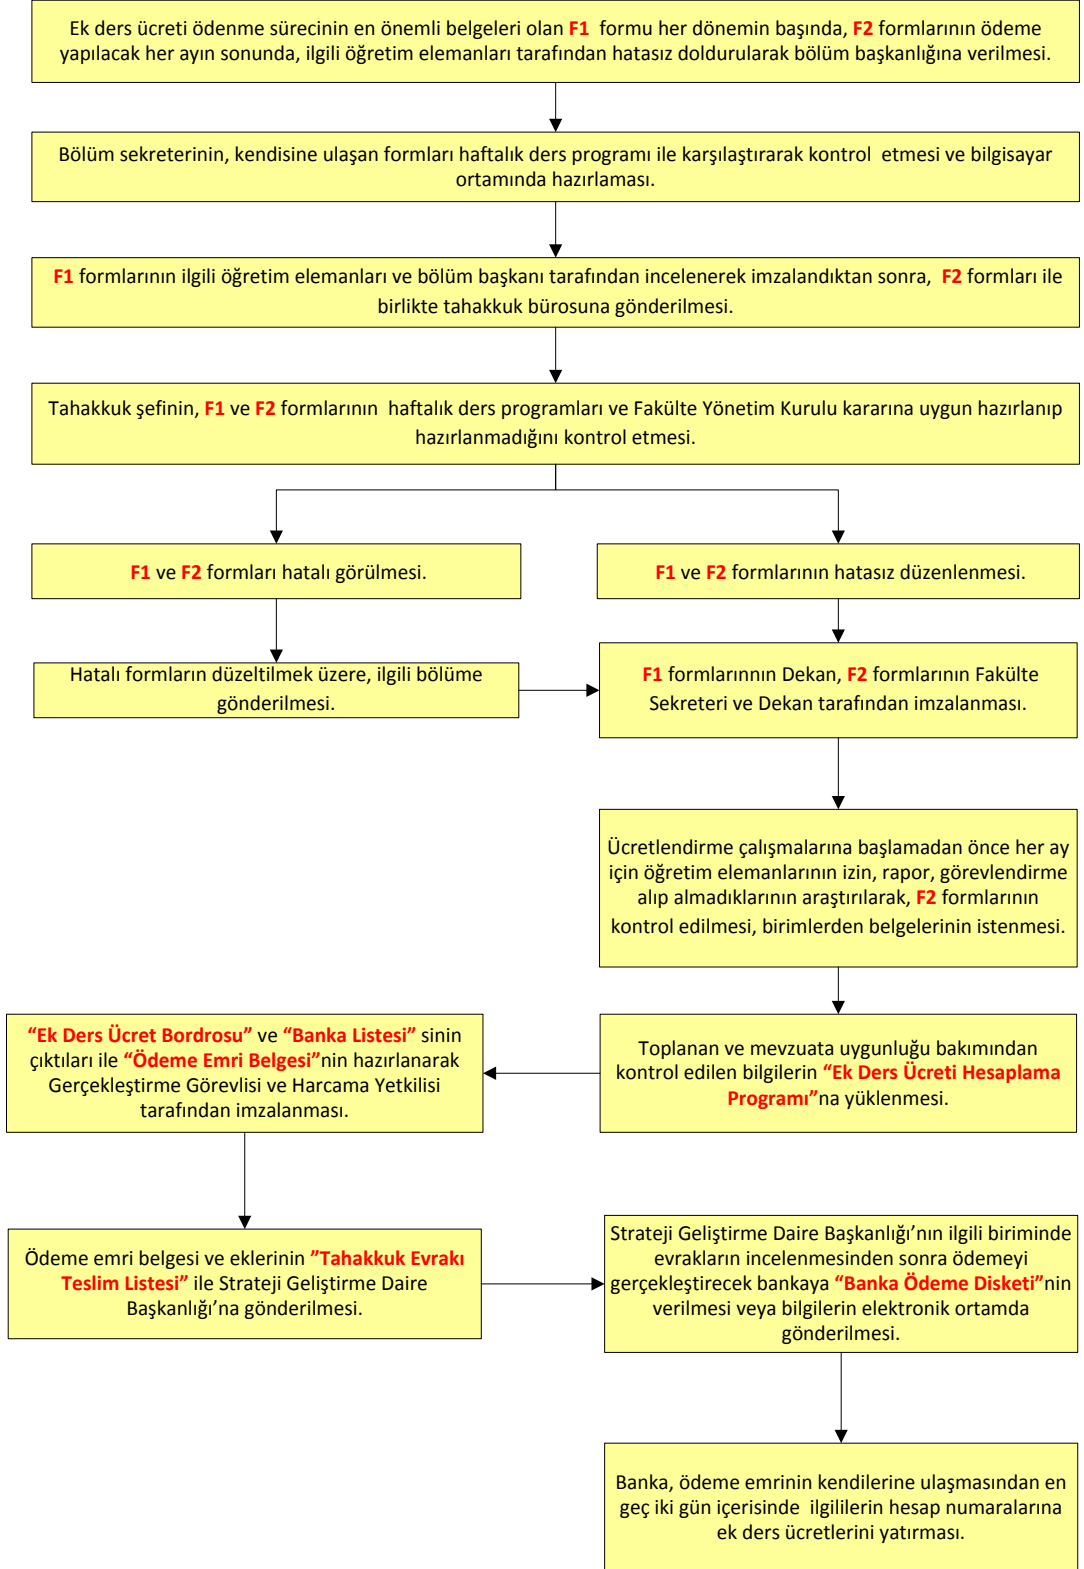 Ek ders ücreti ödenme sürecinin en önemli belgeleri olan F1 formu her dönemin başında, F2 formlarının ödeme
yapılacak her ayın sonunda, ilgili öğretim elemanları tarafından hatasız doldurularak bölüm başkanlığına verilmesi.
Bölüm sekreterinin, kendisine ulaşan formları haftalık ders programı ile karşılaştırarak kontrol etmesi ve bilgisayar
ortamında hazırlaması.
F1 formlarının ilgili öğretim elemanları ve bölüm başkanı tarafından incelenerek imzalandıktan sonra, F2 formları ile
birlikte tahakkuk bürosuna gönderilmesi.
Tahakkuk şefinin, F1 ve F2 formlarının haftalık ders programları ve Fakülte Yönetim Kurulu kararına uygun hazırlanıp
hazırlanmadığını kontrol etmesi.
F1 ve F2 formları hatalı görülmesi.
F1 ve F2 formlarının hatasız düzenlenmesi.
Hatalı formların düzeltilmek üzere, ilgili bölüme
gönderilmesi.
F1 formlarınnın Dekan, F2 formlarının Fakülte
Sekreteri ve Dekan tarafından imzalanması.
Ücretlendirme çalışmalarına başlamadan önce her ay
için öğretim elemanlarının izin, rapor, görevlendirme
alıp almadıklarının araştırılarak, F2 formlarının
kontrol edilmesi, birimlerden belgelerinin istenmesi.
Toplanan ve mevzuata uygunluğu bakımından
kontrol edilen bilgilerin “Ek Ders Ücreti Hesaplama
Programı”na yüklenmesi.
“Ek Ders Ücret Bordrosu” ve “Banka Listesi” sinin
çıktıları ile “Ödeme Emri Belgesi”nin hazırlanarak
Gerçekleştirme Görevlisi ve Harcama Yetkilisi
tarafından imzalanması.
Ödeme emri belgesi ve eklerinin ”Tahakkuk Evrakı
Teslim Listesi” ile Strateji Geliştirme Daire
Başkanlığı’na gönderilmesi.
Strateji Geliştirme Daire Başkanlığı’nın ilgili biriminde
evrakların incelenmesinden sonra ödemeyi
gerçekleştirecek bankaya “Banka Ödeme Disketi”nin
verilmesi veya bilgilerin elektronik ortamda
gönderilmesi.
Banka, ödeme emrinin kendilerine ulaşmasından en
geç iki gün içerisinde ilgililerin hesap numaralarına
ek ders ücretlerini yatırması.